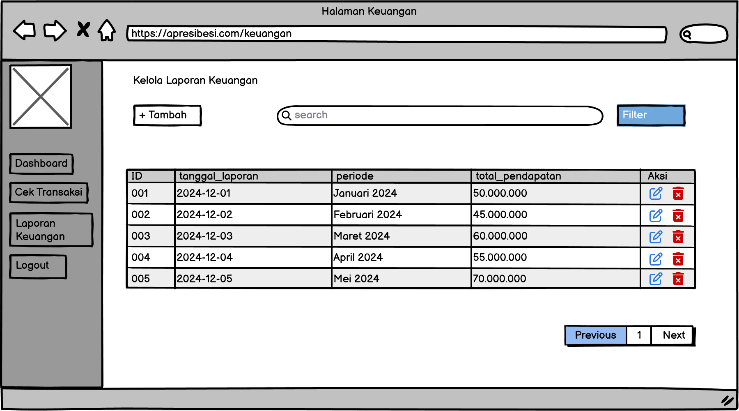 Halaman Keuangan
https://apresibesi.com/keuangan
Kelola Laporan Keuangan
+ Tambah search Filter
Dashboard
Cek Transaksi
Laporan
Keuangan
Logout
ID tanggal_laporan periode total_pendapatan Aksi
001 2024-12-01 Januari 2024 50.000.000
002 2024-12-02 Februari 2024 45.000.000
003 2024-12-03 Maret 2024 60.000.000
004 2024-12-04 April 2024 55.000.000
005 2024-12-05 Mei 2024 70.000.000
Previous 1 Next